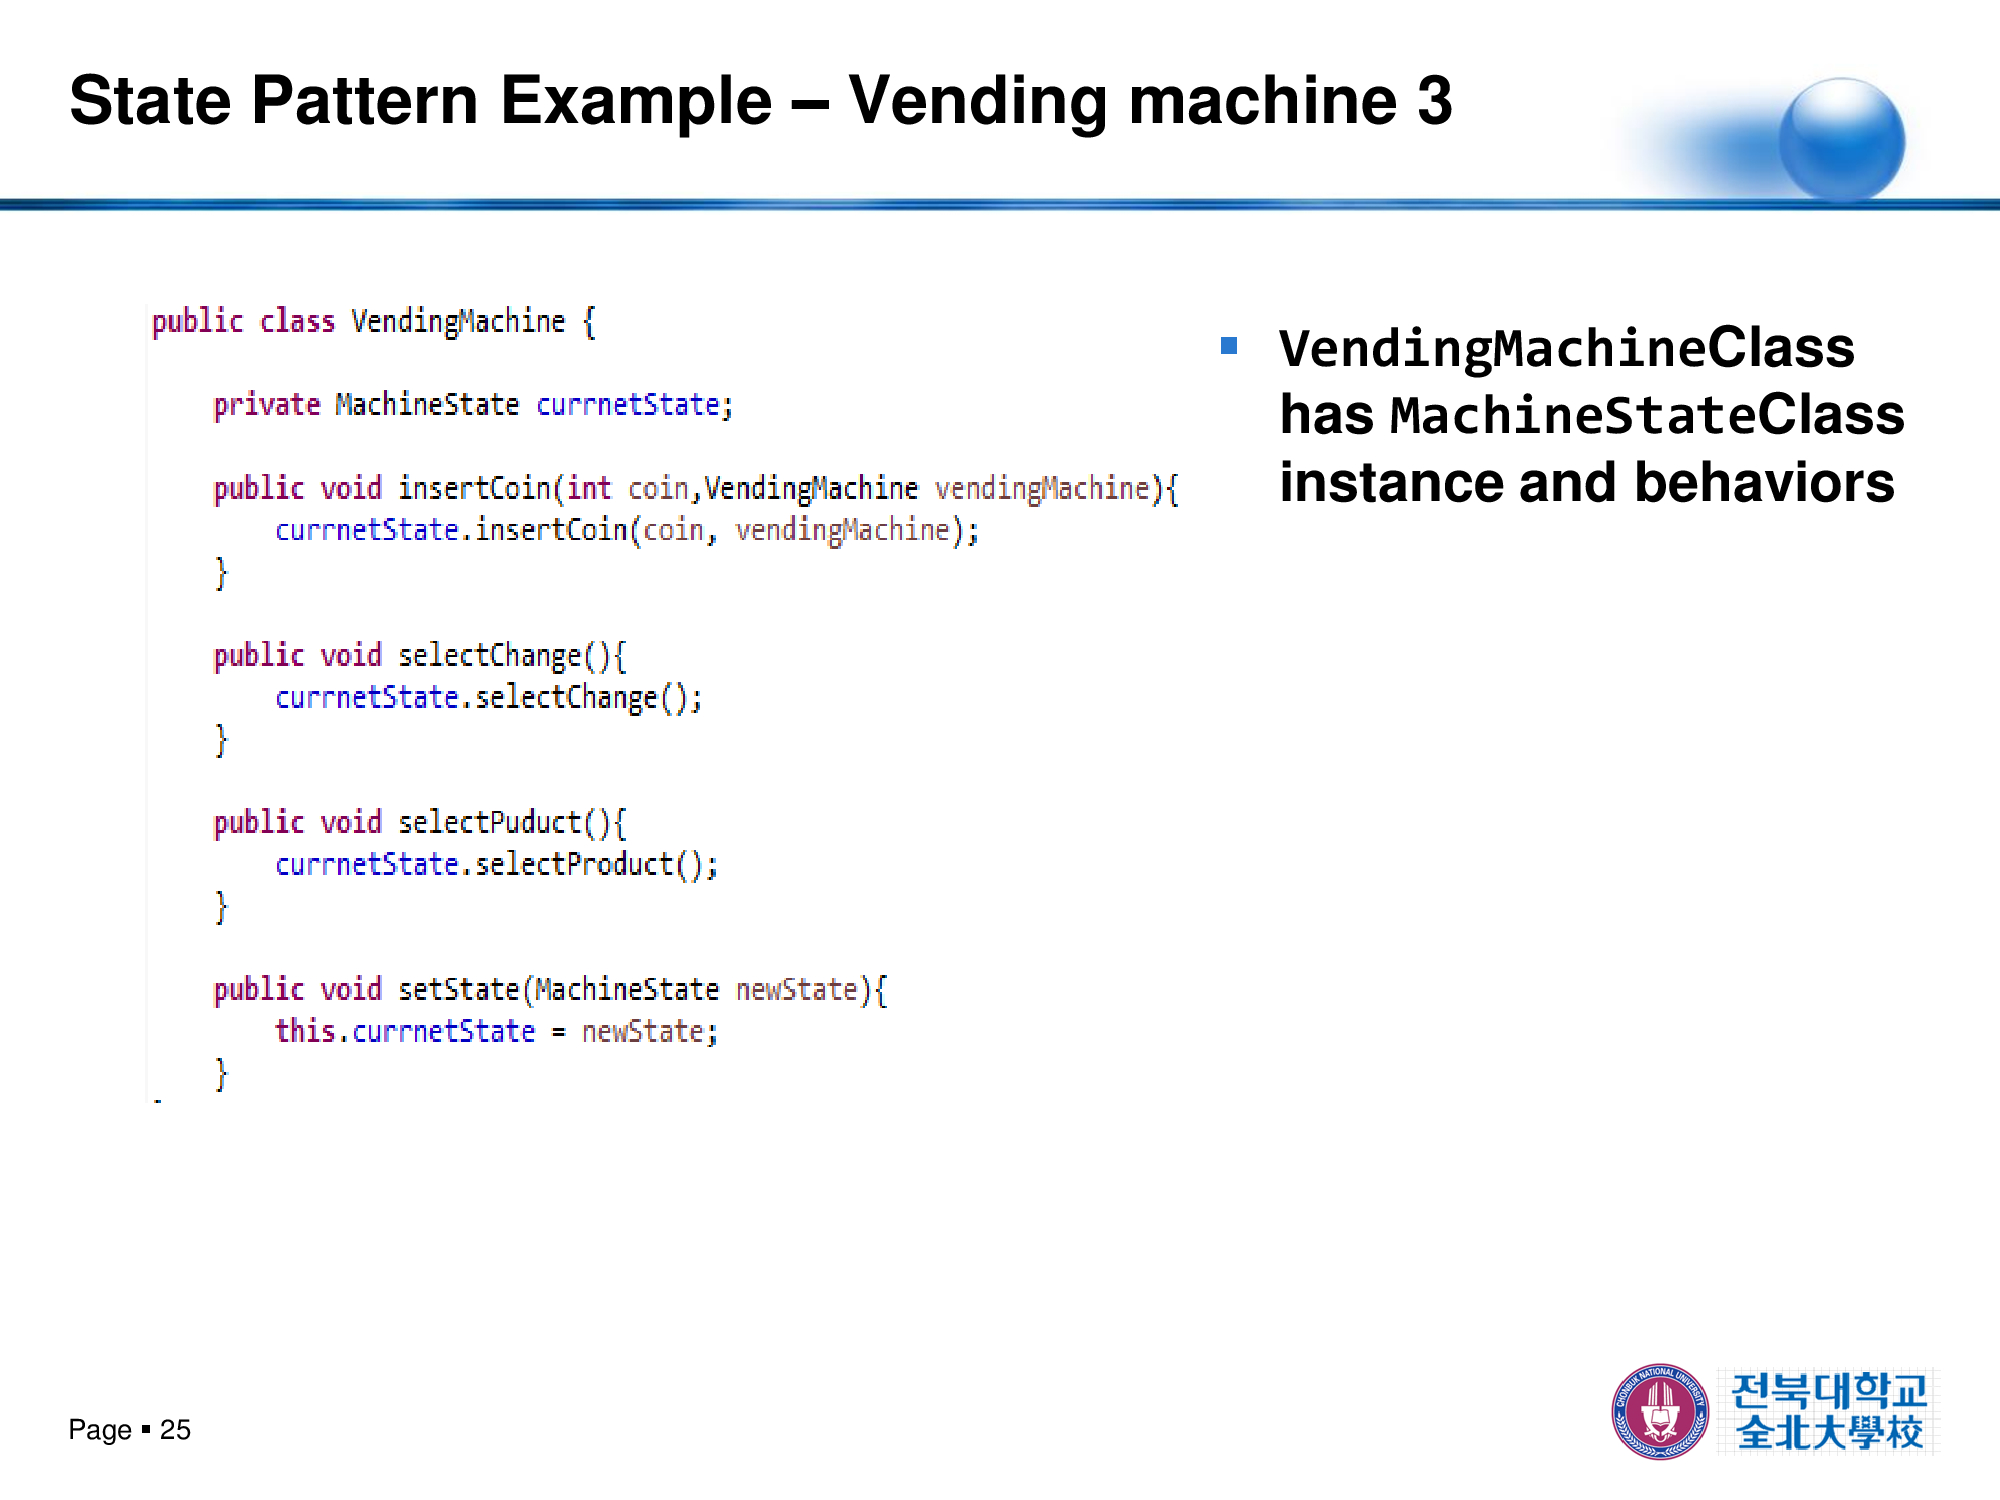 State Pattern Example – Vending machine 3
public class VendingMachine {
private MachineState currnetState;
public void insertCoin(int coin,VendingMachine vendingMachine){
currnetState.insertCoin(coin, vendingMachine);
}
public void selectChange(){
currnetState.selectChange();
}
public void selectPuduct(){
currnetState.selectProduct();
}
public void setState(MachineState newState){
this.currnetState = newState;
}
▪ VendingMachineClass
has MachineStateClass
instance and behaviors
Page ▪ 25
CHONBUK NATIONAL UNIVERSITY
전북대학교
全北大學校